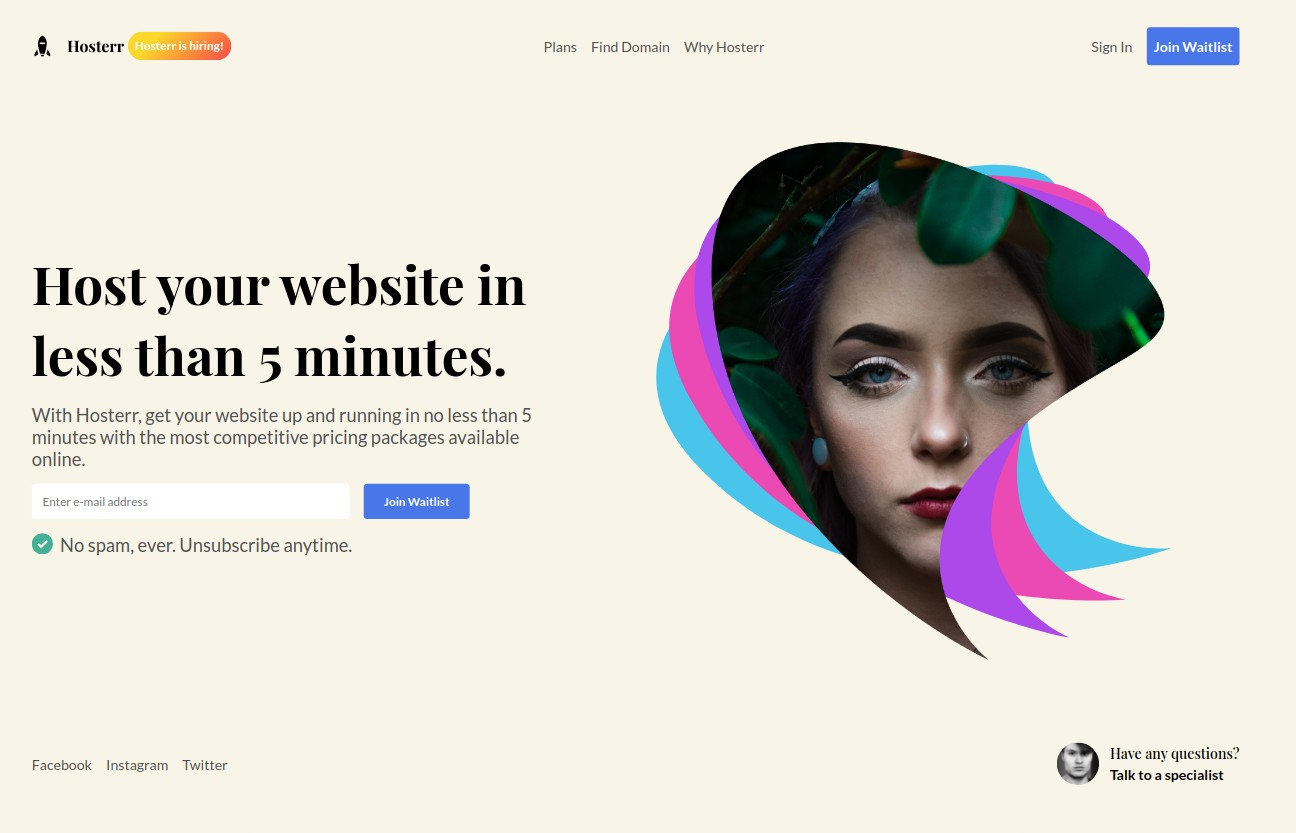 Hosterr
Hosterr is hiring!
Plans
Find Domain
Why Hosterr
Sign In
Join Waitlist
Host your website in
less than 5 minutes.
With Hosterr, get your website up and running in no less than 5
minutes with the most competitive pricing packages available
online.
Enter e-mail address
Join Waitlist
No spam, ever. Unsubscribe anytime.
Facebook
Instagram
Twitter
Have any questions?
Talk to a specialist